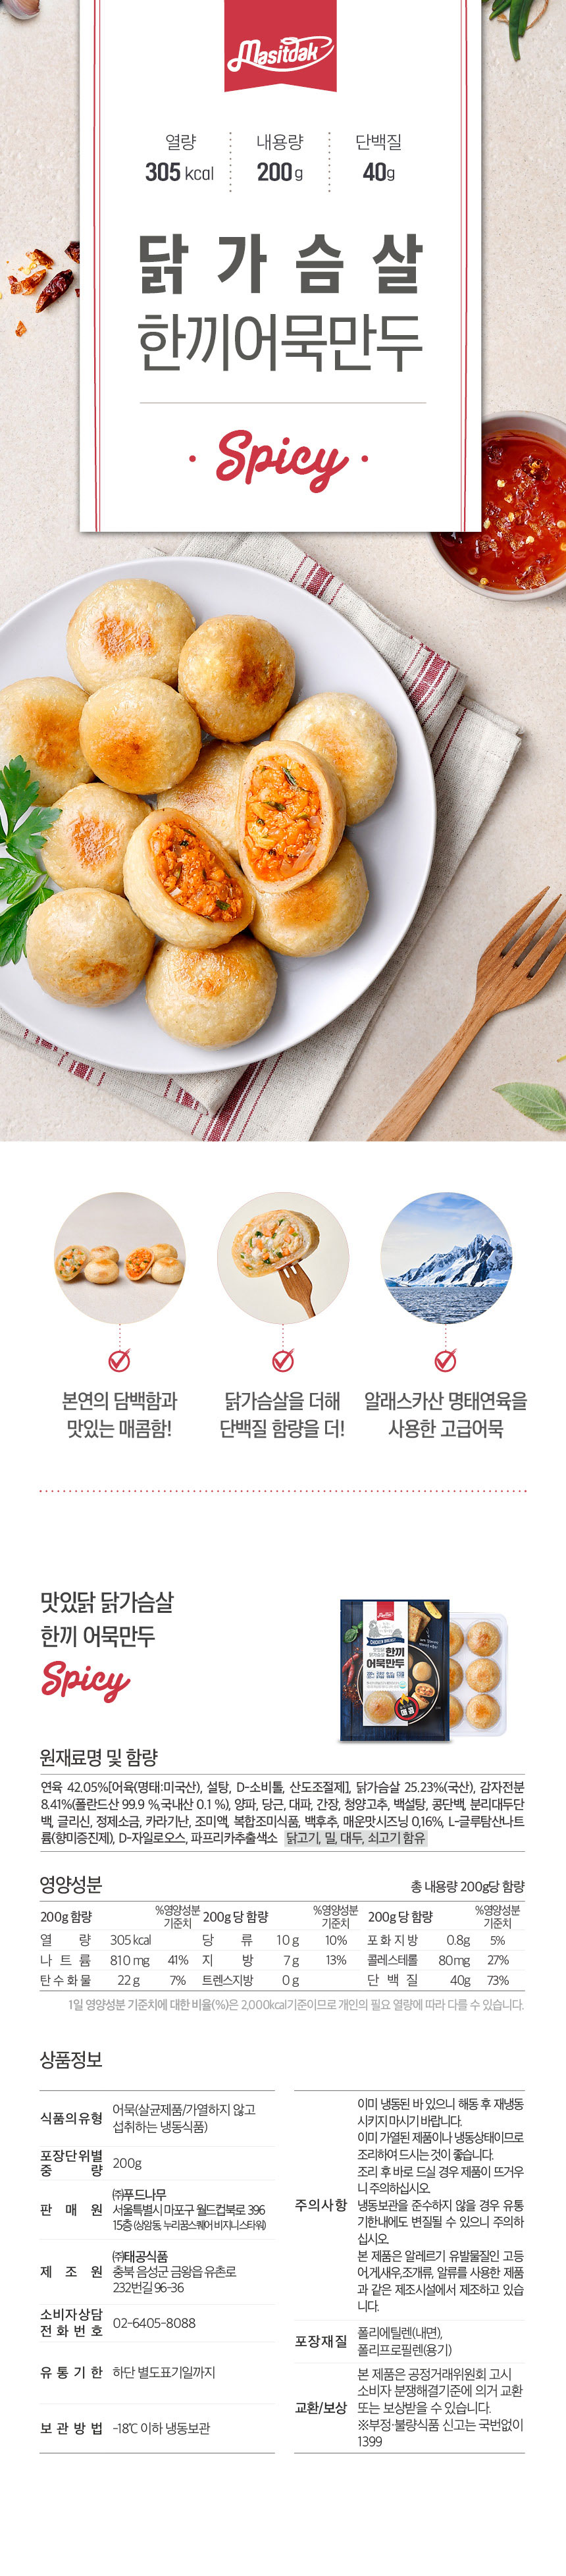 Masitdak
열량 내용량 단백질
305 kcal 200 g 40g
닭가슴살
한끼어묵만두
· Spicy ·
본연의 담백함과
맛있는 매콤함!
닭가슴살을 더해
단백질 함량을 더!
알래스카산 명태연육을
사용한 고급어묵
맛있닭 닭가슴살
한끼 어묵만두
Spicy
Masitdak
CHICKEN BREAST
한끼
어묵만두
매콤
원재료명 및 함량
연육 42.05%[어육(명태:미국산), 설탕, D-소비톨, 산도조절제], 닭가슴살 25.23%(국산), 감자전분
8.41%(폴란드산 99.9 %,국내산 0.1 %), 양파, 당근, 대파, 간장, 청양고추, 백설탕, 콩단백, 분리대두단
백, 글리신, 정제소금, 카라기난, 조미액, 복합조미식품, 백후추, 매운맛시즈닝 0,16%, L-글루탐산나트
륨(향미증진제), D-자일로오스, 파프리카추출색소 닭고기, 밀, 대두, 쇠고기 함유
영양성분 총 내용량 200g당 함량
200g 함량 %영양성분 기준치 200g 당 함량 %영양성분 기준치 200g 당 함량 %영양성분 기준치
열 량 305 kcal 당 류 10 g 10% 포화지방 0.8g 5%
나트륨 810 mg 41% 지 방 7 g 13% 콜레스테롤 80mg 27%
탄수화물 22 g 7% 트렌스지방 0 g 단백질 40g 73%
1일 영양성분 기준치에 대한 비율(%)은 2,000kcal기준이므로 개인의 필요 열량에 따라 다를 수 있습니다.
상품정보
식품의유형 어묵(살균제품/가열하지 않고
섭취하는 냉동식품)
포장단위별
중 량 200g
판 매 원 ㈜푸드나무
서울특별시 마포구 월드컵북로 396
15층 (상암동, 누리꿈스퀘어 비지니스타워)
제 조 원 ㈜태공식품
충북 음성군 금왕읍 유촌로
232번길 96-36
소비자상담
전화번호 02-6405-8088
유통기한 하단 별도표기일까지
보관방법 -18℃ 이하 냉동보관
주의사항 이미 냉동된 바 있으니 해동 후 재냉동
시키지 마시기 바랍니다.
이미 가열된 제품이나 냉동상태이므로
조리하여 드시는 것이 좋습니다.
조리 후 바로 드실 경우 제품이 뜨거우
니 주의하십시오.
냉동보관을 준수하지 않을 경우 유통
기한내에도 변질될 수 있으니 주의하
십시오.
본 제품은 알레르기 유발물질인 고등
어,게,새우,조개류, 알류를 사용한 제품
과 같은 제조시설에서 제조하고 있습
니다.
포장재질 폴리에틸렌(내면),
폴리프로필렌(용기)
교환/보상 본 제품은 공정거래위원회 고시
소비자 분쟁해결기준에 의거 교환
또는 보상받을 수 있습니다.
※부정·불량식품 신고는 국번없이
1399